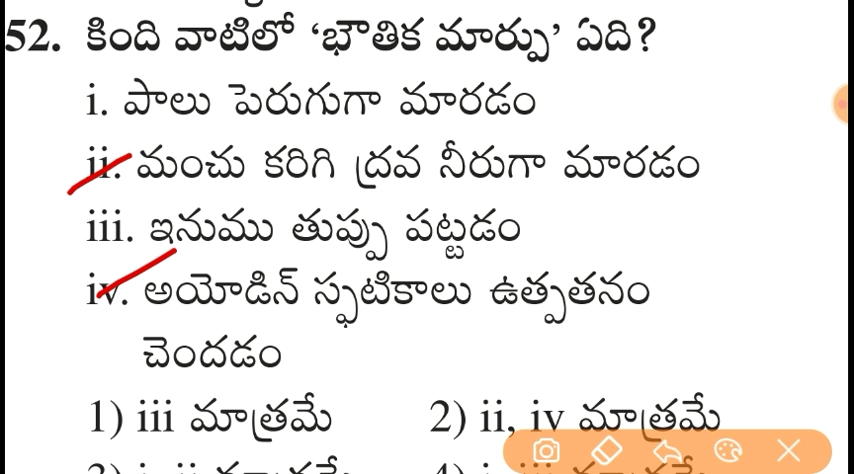 52. కింది వాటిలో ‘భౌతిక మార్పు’ ఏది?
i. పాలు పెరుగుగా మారడం
ii. మంచు కరిగి ద్రవ నీరుగా మారడం
iii. ఇనుము తుప్పు పట్టడం
iv. అయోడిన్ స్ఫటికాలు ఉత్పతనం
చెందడం
1) iii మాత్రమే 2) ii, iv మాత్రమే